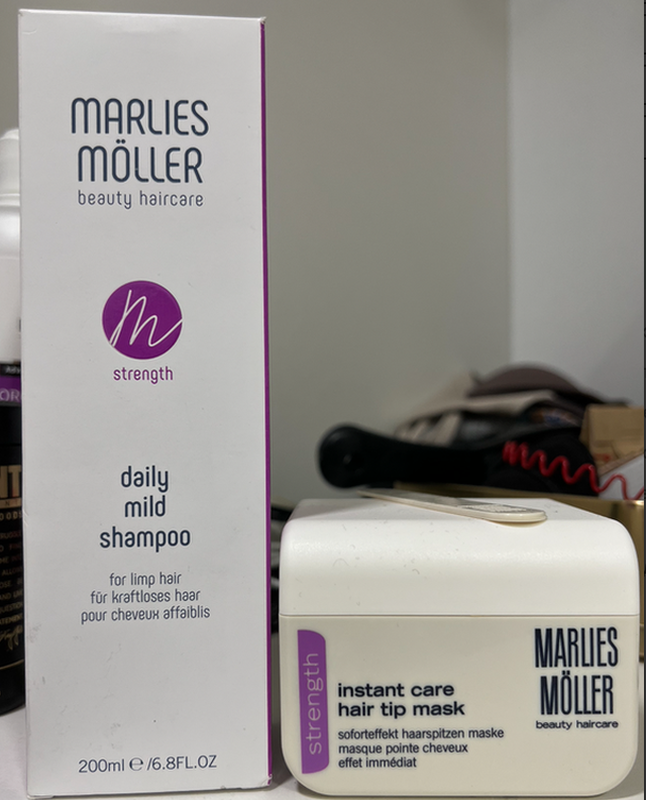 MARLIES
MÖLLER
beauty haircare
m
strength
daily
mild
shampoo
for limp hair
für kraftloses haar
pour cheveux affaiblis
200ml ℮ /6.8FL.OZ
strength
instant care
hair tip mask
soforteffekt haarspitzen maske
masque pointe cheveux
effet immédiat
MARLIES
MÖLLER
beauty haircare